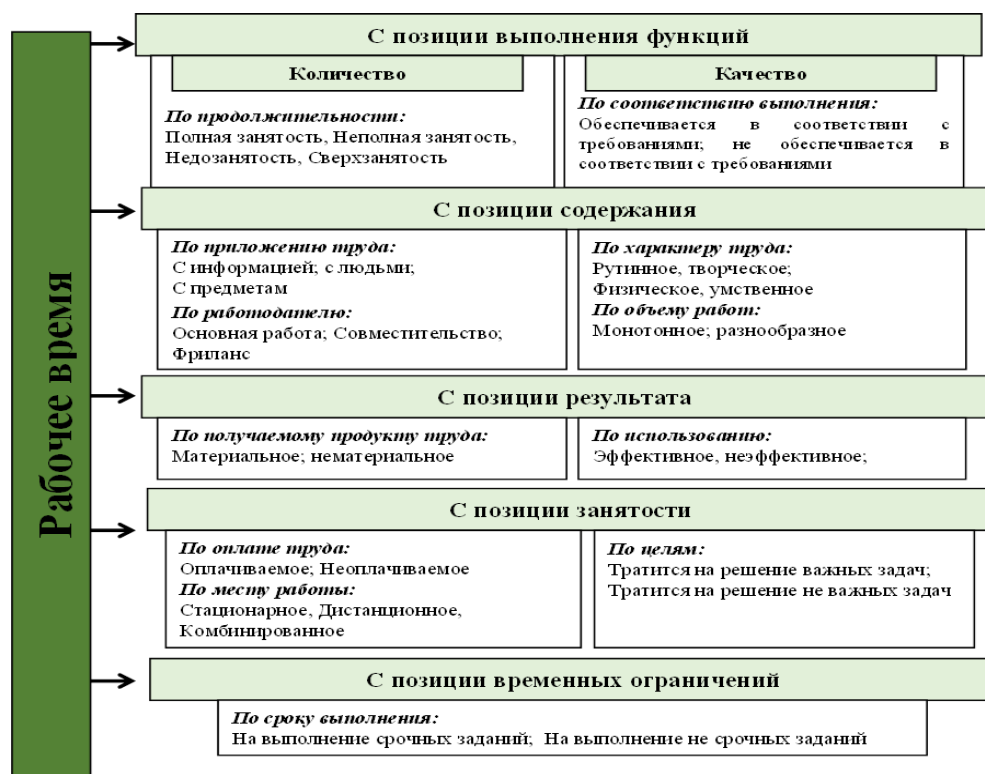 Рабочее время
С позиции выполнения функций
Количество
По продолжительности:
Полная занятость, Неполная занятость,
Недозанятость, Сверхзанятость
Качество
По соответствию выполнения:
Обеспечивается в соответствии с
требованиями; не обеспечивается в
соответствии с требованиями
С позиции содержания
По приложению труда:
С информацией; с людьми;
С предметам
По работодателю:
Основная работа; Совместительство;
Фриланс
По характеру труда:
Рутинное, творческое;
Физическое, умственное
По объему работ:
Монотонное; разнообразное
С позиции результата
По получаемому продукту труда:
Материальное; нематериальное
По использованию:
Эффективное, неэффективное;
С позиции занятости
По оплате труда:
Оплачиваемое; Неоплачиваемое
По месту работы:
Стационарное, Дистанционное,
Комбинированное
По целям:
Тратится на решение важных задач;
Тратится на решение не важных задач
С позиции временных ограничений
По сроку выполнения:
На выполнение срочных заданий; На выполнение не срочных заданий